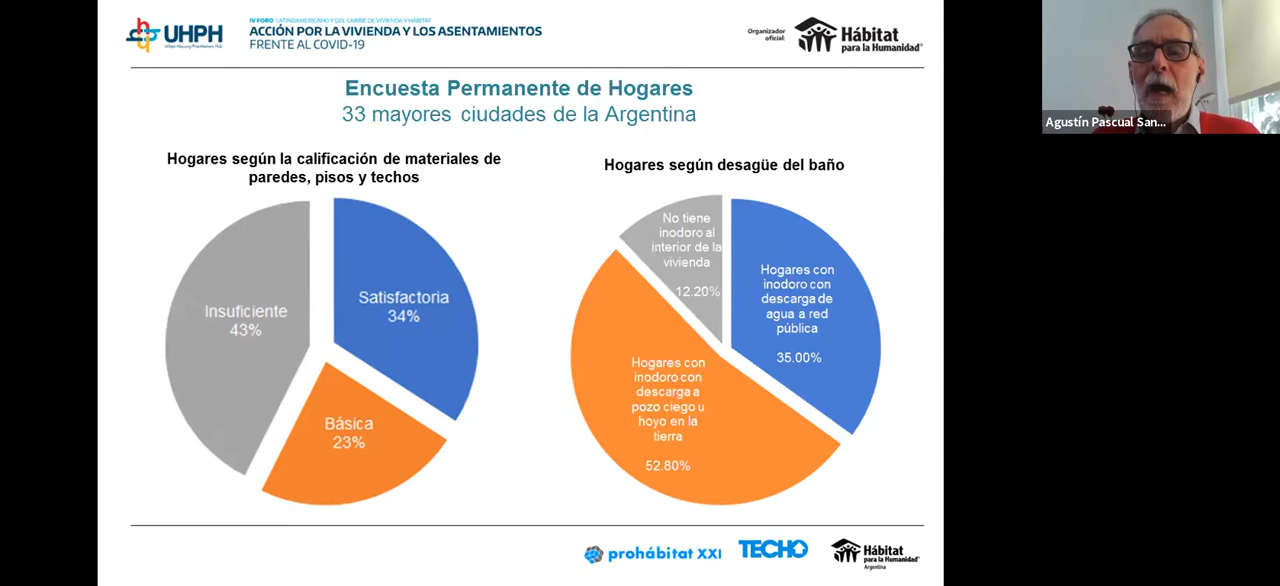 UHPH
Urban Housing Practitioners Hub
IV FORO LATINOAMERICANO Y DEL CARIBE DE VIVIENDA Y HÁBITAT
ACCIÓN POR LA VIVIENDA Y LOS ASENTAMIENTOS
FRENTE AL COVID-19
Organizador
oficial:
Hábitat
para la Humanidad®
Agustín Pascual San...
Encuesta Permanente de Hogares
33 mayores ciudades de la Argentina
Hogares según la calificación de materiales de
paredes, pisos y techos
Insuficiente
43%
Satisfactoria
34%
Básica
23%
Hogares según desagüe del baño
No tiene
inodoro al
interior de la
vivienda
12.20%
Hogares con
inodoro con
descarga de
agua a red
pública
35.00%
Hogares con
inodoro con
descarga a
pozo ciego u
hoyo en la
tierra
52.80%
prohábitat XXI
TECHO
Hábitat
para la Humanidad®
Argentina